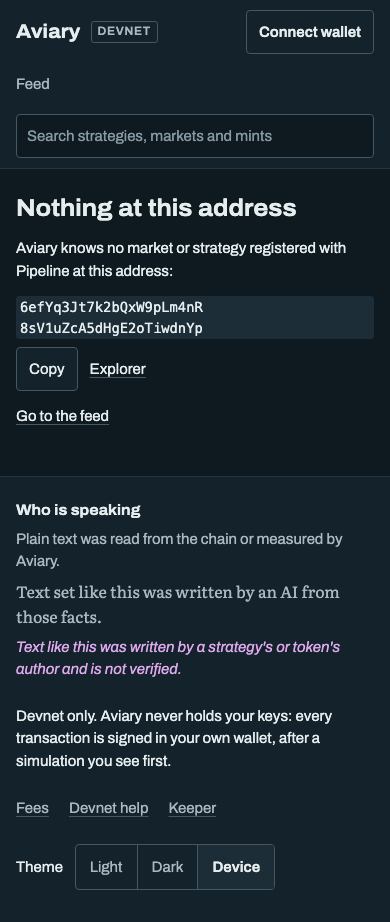 Aviary DEVNET Connect wallet
Feed
Search strategies, markets and mints
Nothing at this address
Aviary knows no market or strategy registered with
Pipeline at this address:
6efYq3Jt7k2bQxW9pLm4nR
8sV1uZcA5dHgE2oTiwdnYp
Copy Explorer
Go to the feed
Who is speaking
Plain text was read from the chain or measured by
Aviary.
Text set like this was written by an AI from
those facts.
Text like this was written by a strategy's or token's
author and is not verified.
Devnet only. Aviary never holds your keys: every
transaction is signed in your own wallet, after a
simulation you see first.
Fees Devnet help Keeper
Theme Light Dark Device